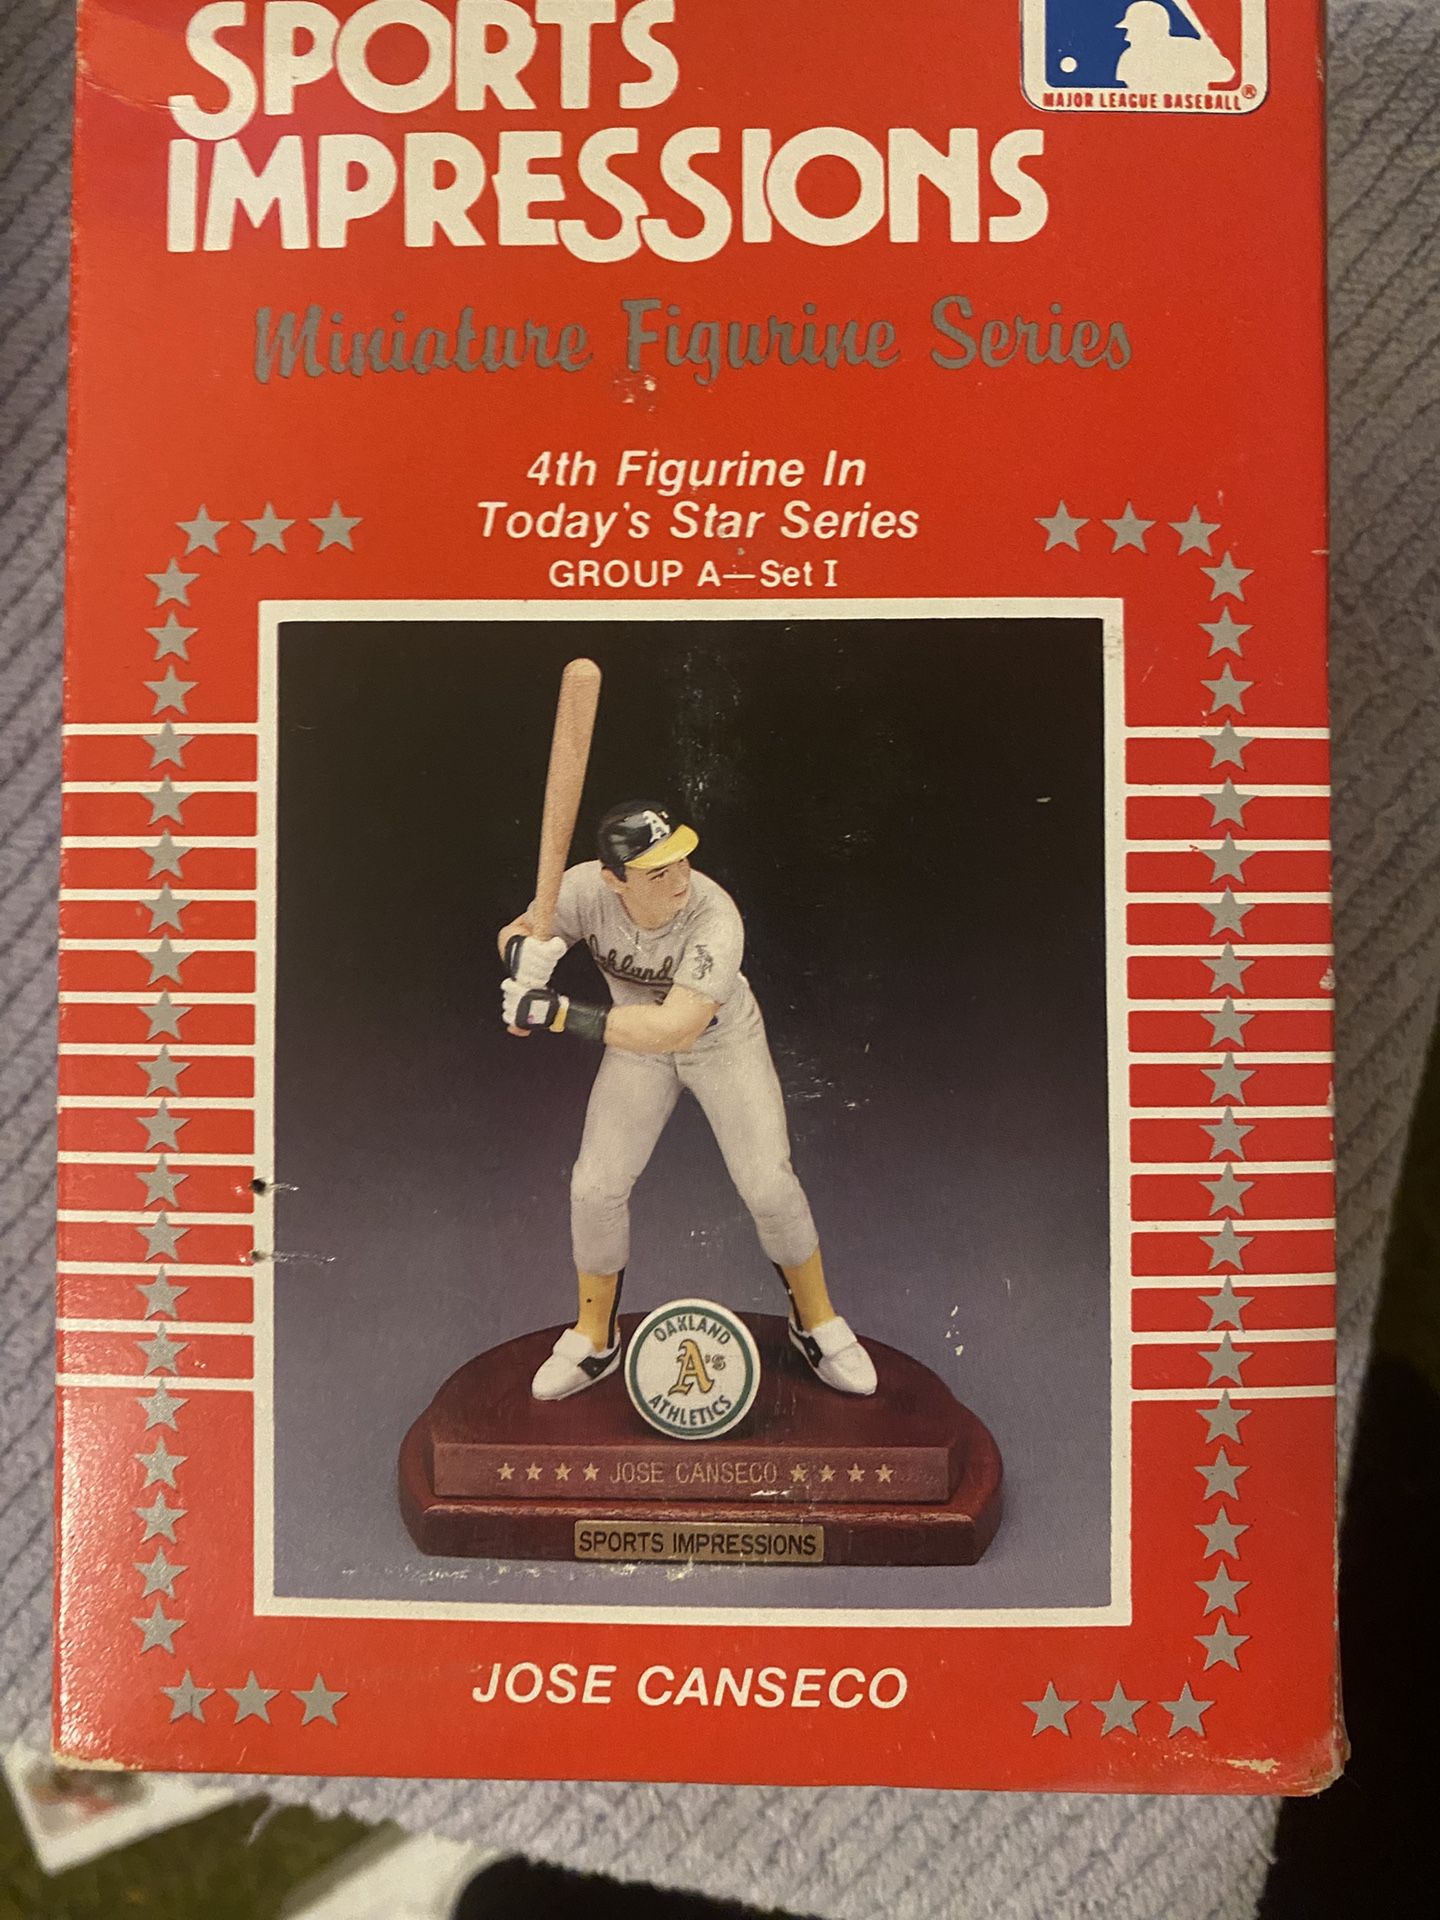 SPORTS
IMPRESSIONS
MAJOR LEAGUE BASEBALL®
Miniature Figurine Series
4th Figurine In
Today's Star Series
GROUP A—Set I
A's
Oakland
OAKLAND
A's
ATHLETICS
JOSE CANSECO
SPORTS IMPRESSIONS
JOSE CANSECO